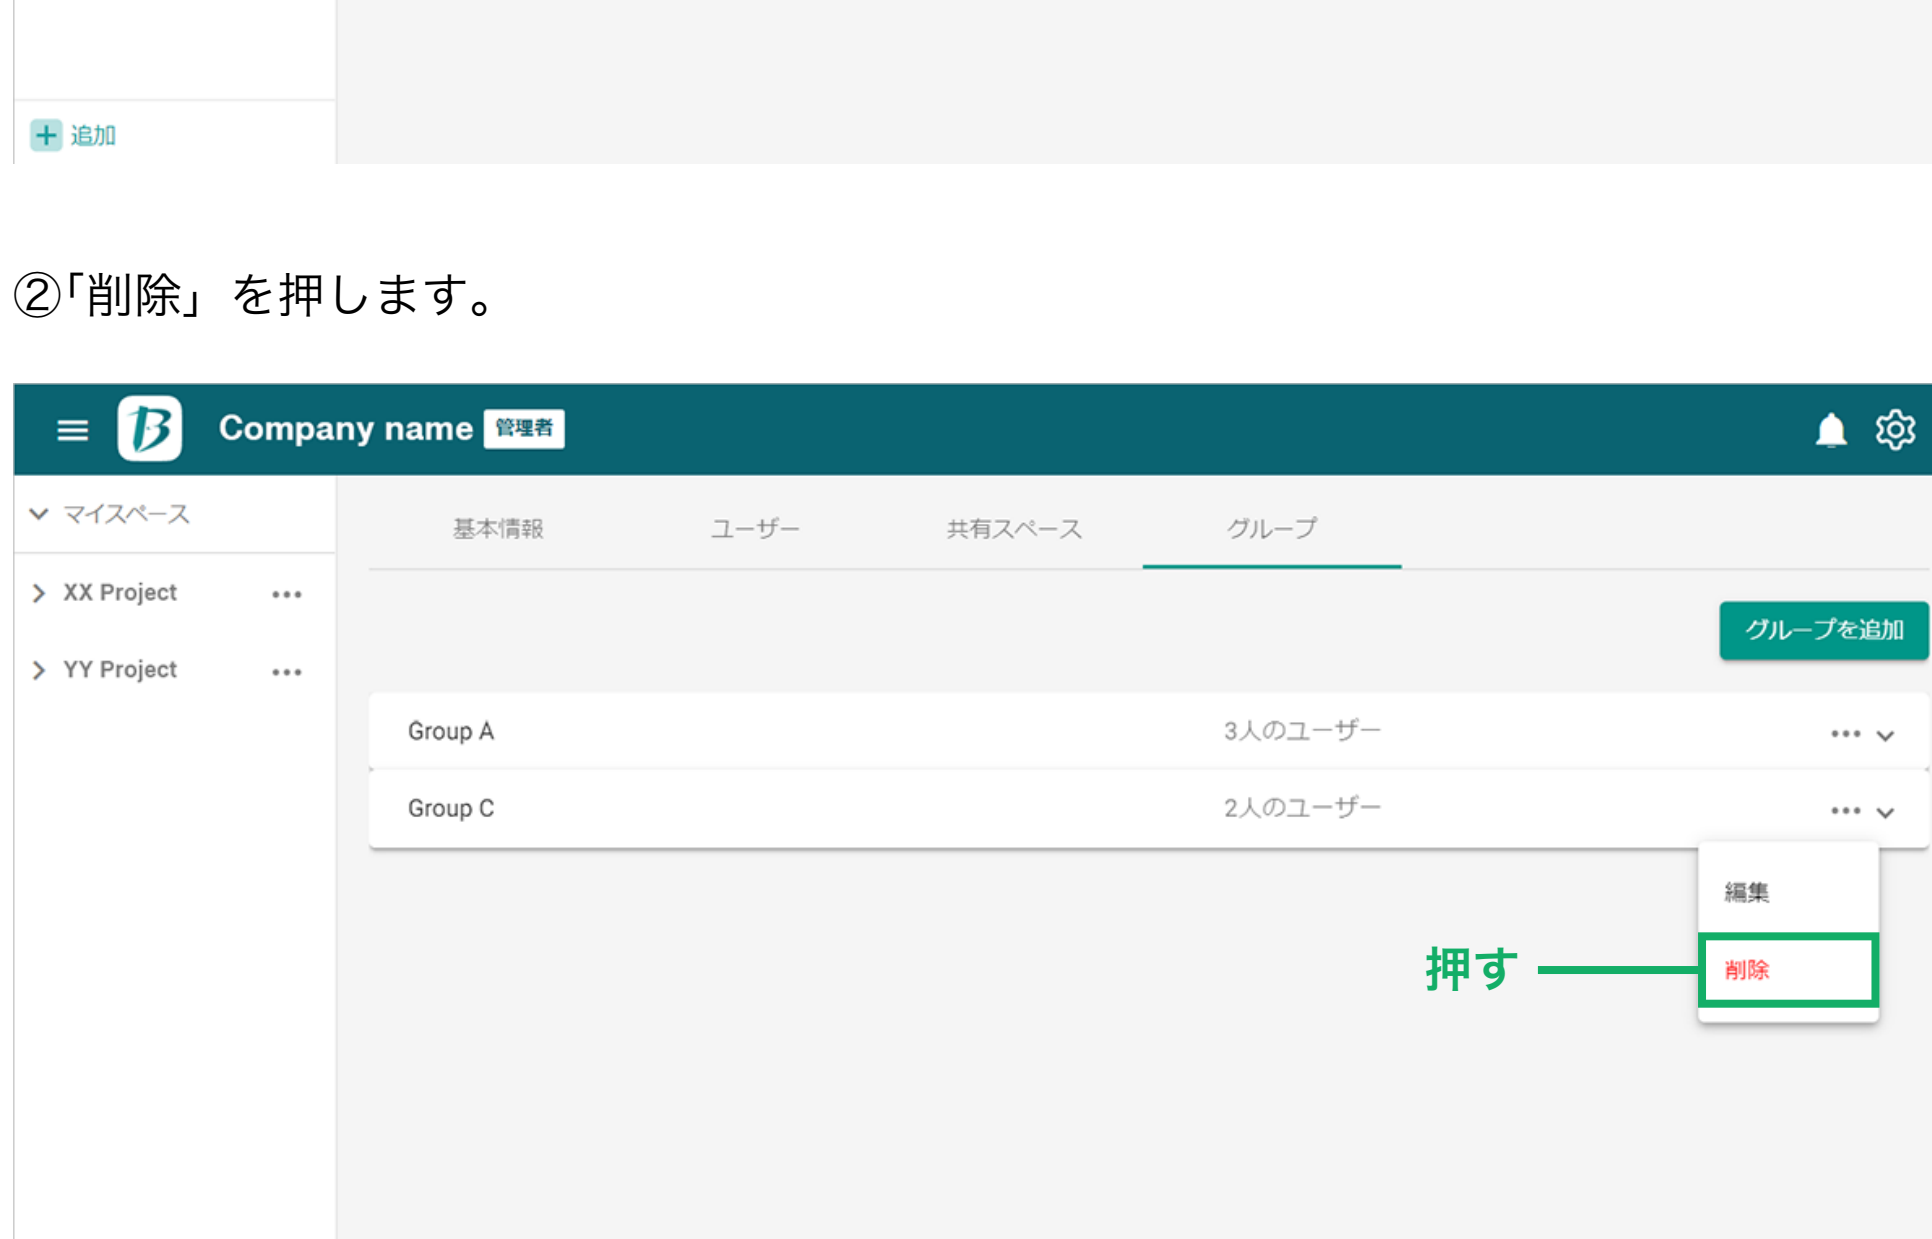 追加
②「削除」を押します。
Company name 管理者
マイスペース
基本情報 ユーザー 共有スペース グループ
XX Project
YY Project
グループを追加
Group A 3人のユーザー
Group C 2人のユーザー
編集
押す 削除